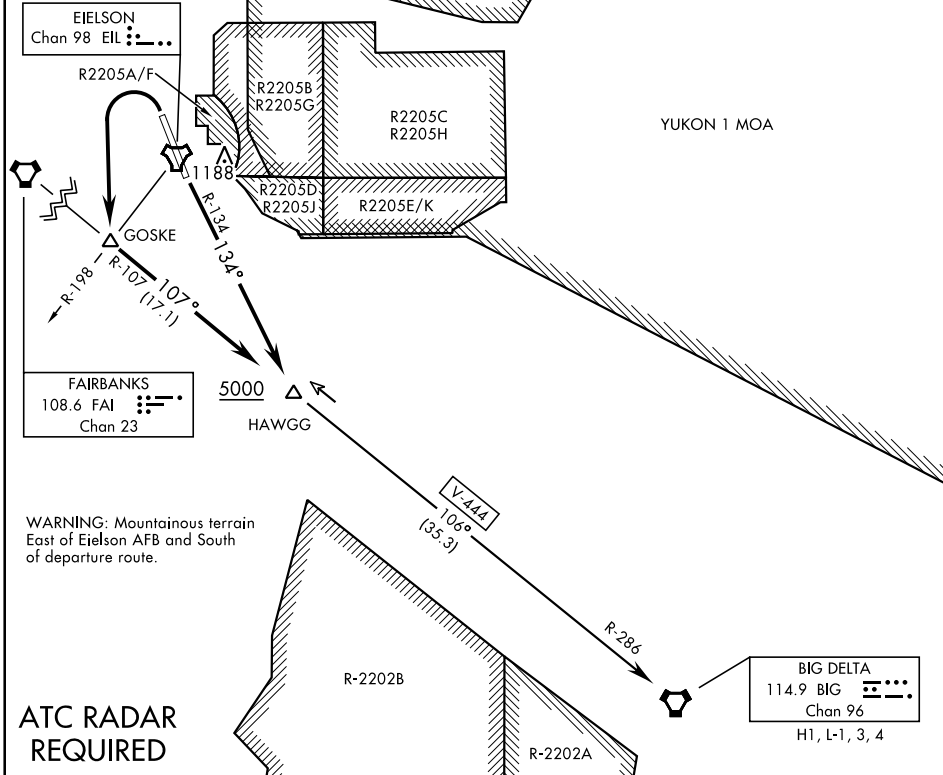 EIELSON
Chan 98 EIL
R2205A/F
R2205B
R2205G
R2205C
R2205H
YUKON 1 MOA
1188
R2205D
R2205J
R2205E/K
GOSKE
R-134
134°
R-198
R-107
107°
(17.1)
FAIRBANKS
108.6 FAI
Chan 23
5000
HAWGG
V-444
106°
(35.3)
WARNING: Mountainous terrain
East of Eielson AFB and South
of departure route.
R-286
R-2202B
BIG DELTA
114.9 BIG
Chan 96
H1, L-1, 3, 4
ATC RADAR
REQUIRED
R-2202A